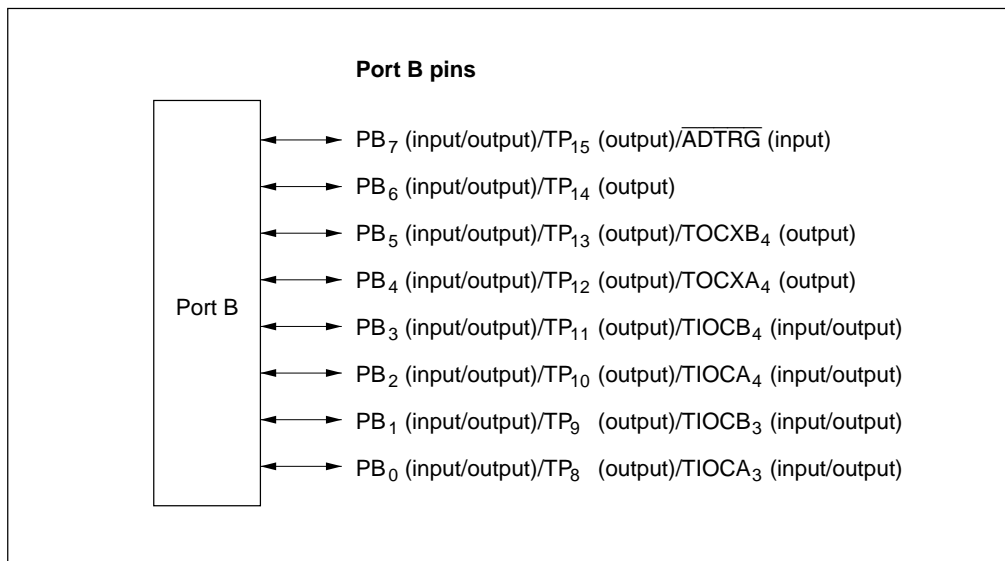 Port B pins
Port B
PB₇ (input/output)/TP₁₅ (output)/A̅D̅T̅R̅G̅ (input)
PB₆ (input/output)/TP₁₄ (output)
PB₅ (input/output)/TP₁₃ (output)/TOCXB₄ (output)
PB₄ (input/output)/TP₁₂ (output)/TOCXA₄ (output)
PB₃ (input/output)/TP₁₁ (output)/TIOCB₄ (input/output)
PB₂ (input/output)/TP₁₀ (output)/TIOCA₄ (input/output)
PB₁ (input/output)/TP₉ (output)/TIOCB₃ (input/output)
PB₀ (input/output)/TP₈ (output)/TIOCA₃ (input/output)